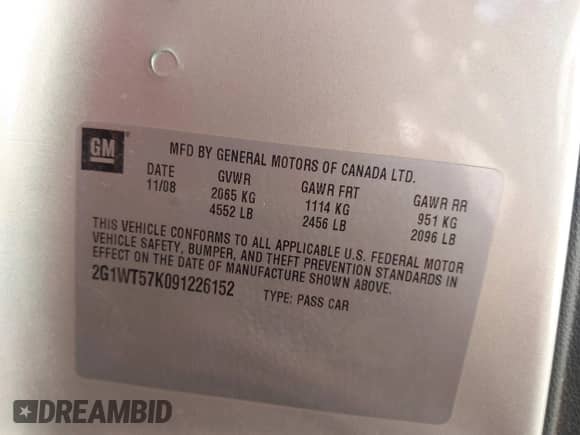 GM
MFD BY GENERAL MOTORS OF CANADA LTD.
DATE GVWR GAWR FRT GAWR RR
11/08 2065 KG 1114 KG 951 KG
4552 LB 2456 LB 2096 LB
THIS VEHICLE CONFORMS TO ALL APPLICABLE U.S. FEDERAL MOTOR
VEHICLE SAFETY, BUMPER, AND THEFT PREVENTION STANDARDS IN
EFFECT ON THE DATE OF MANUFACTURE SHOWN ABOVE.
2G1WT57K091226152 TYPE: PASS CAR
DREAMBID